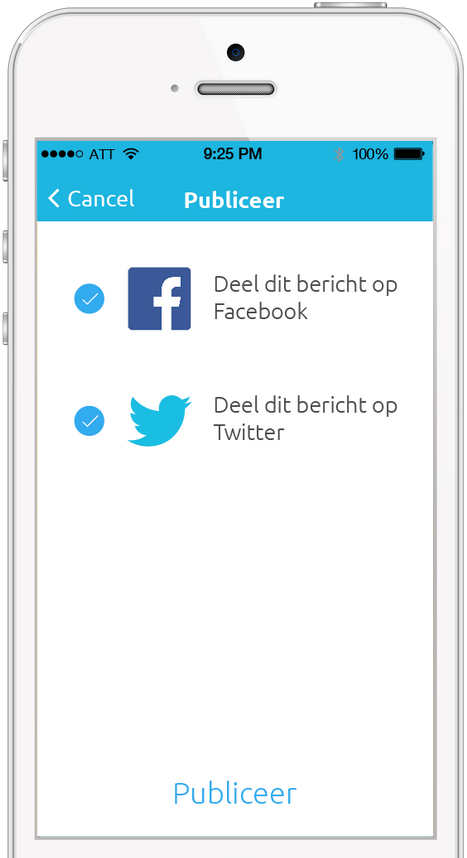 ATT 9:25 PM 100%
Cancel Publiceer
Deel dit bericht op
Facebook
Deel dit bericht op
Twitter
Publiceer